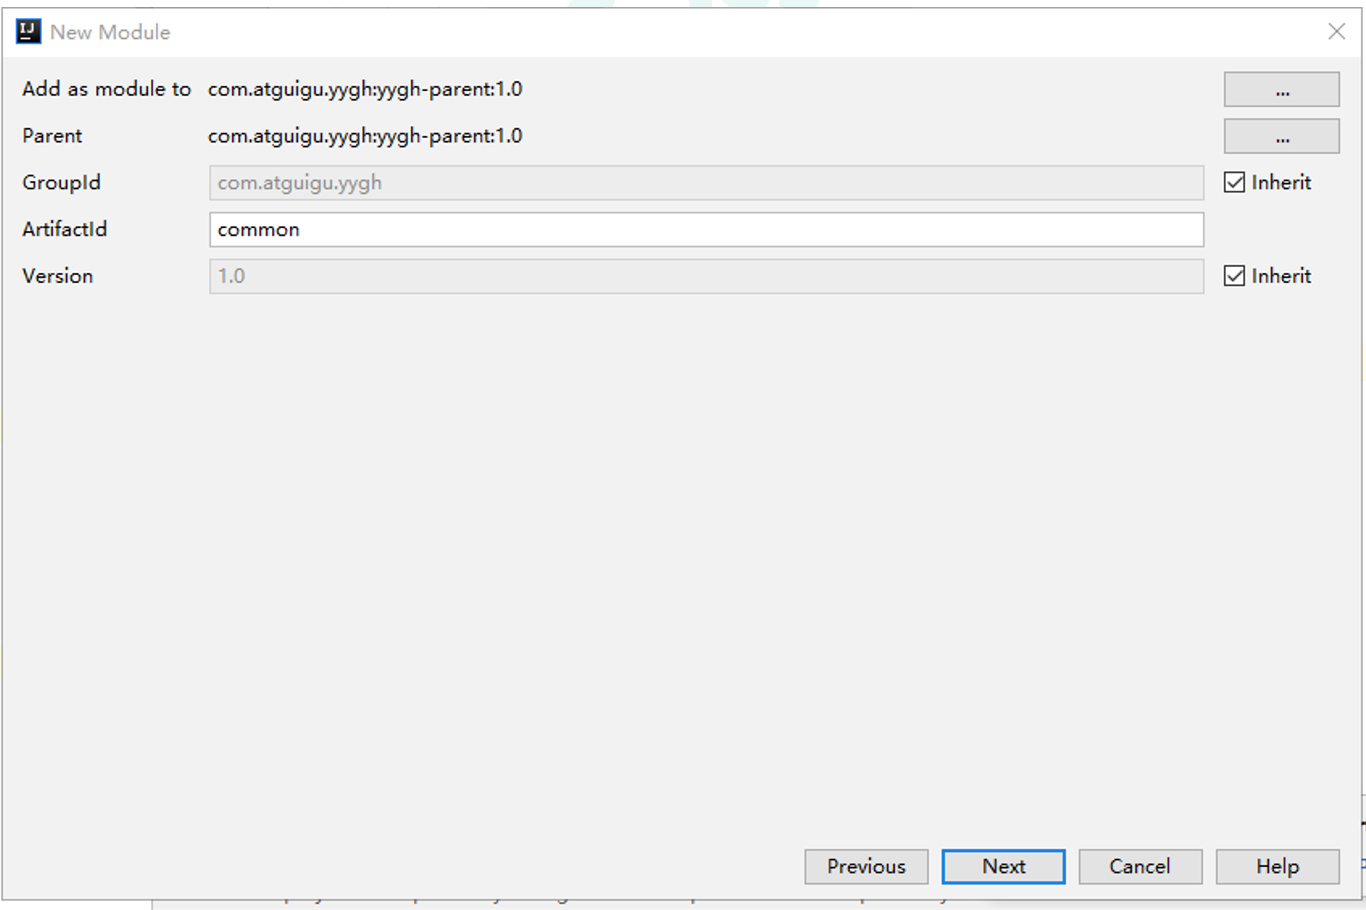 IJ New Module
Add as module to com.atguigu.yygh:yygh-parent:1.0 ...
Parent com.atguigu.yygh:yygh-parent:1.0 ...
GroupId com.atguigu.yygh Inherit
ArtifactId common
Version 1.0 Inherit
Previous Next Cancel Help